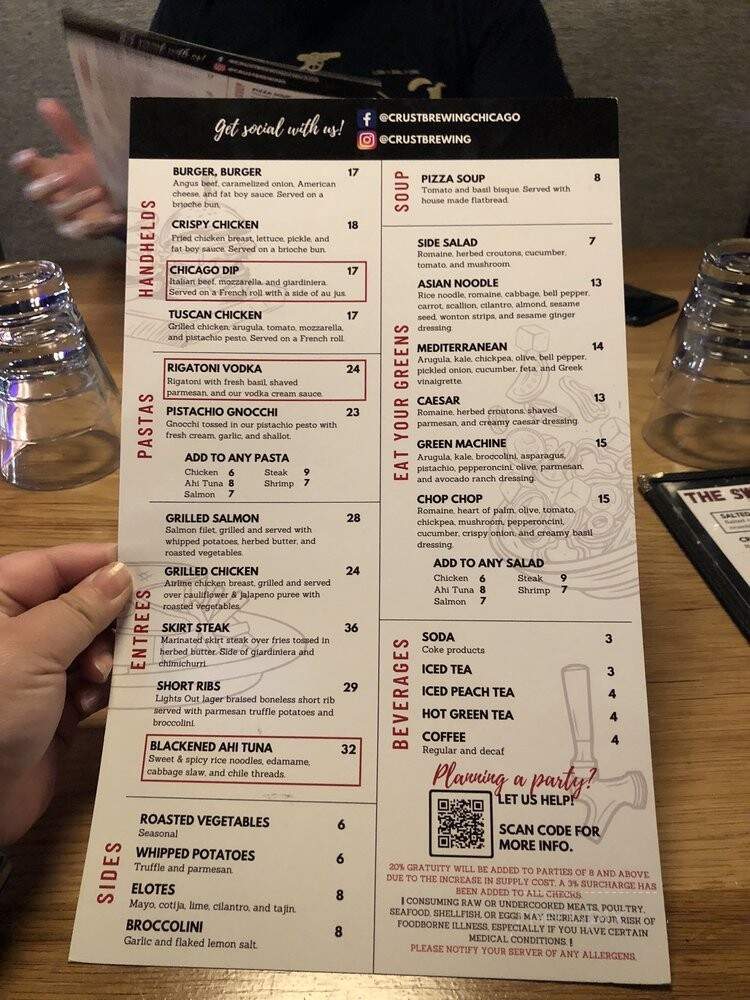 Get social with us!
@CRUSTBREWINGCHICAGO
@CRUSTBREWING
HANDHELDS
BURGER, BURGER 17
Angus beef, caramelized onion, American
cheese, and fat boy sauce. Served on a
brioche bun.
CRISPY CHICKEN 18
Fried chicken breast, lettuce, pickle, and
fat boy sauce. Served on a brioche bun.
CHICAGO DIP 17
Italian beef, mozzarella, and giardiniera.
Served on a French roll with a side of au jus.
TUSCAN CHICKEN 17
Grilled chicken, arugula, tomato, mozzarella,
and pistachio pesto. Served on a French roll.
PASTAS
RIGATONI VODKA 24
Rigatoni with fresh basil, shaved
parmesan, and our vodka cream sauce.
PISTACHIO GNOCCHI 23
Gnocchi tossed in our pistachio pesto with
fresh cream, garlic, and shallot.
ADD TO ANY PASTA
Chicken 6 Steak 9
Ahi Tuna 8 Shrimp 7
Salmon 7
ENTREES
GRILLED SALMON 28
Salmon filet, grilled and served with
whipped potatoes, herbed butter, and
roasted vegetables.
GRILLED CHICKEN 24
Airline chicken breast, grilled and served
over cauliflower & jalapeno puree with
roasted vegetables.
SKIRT STEAK 36
Marinated skirt steak over fries tossed in
herbed butter. Side of giardiniera and
chimichurri.
SHORT RIBS 29
Lights Out lager braised boneless short rib
served with parmesan truffle potatoes and
broccolini.
BLACKENED AHI TUNA 32
Sweet & spicy rice noodles, edamame,
cabbage slaw, and chile threads.
SIDES
ROASTED VEGETABLES 6
Seasonal
WHIPPED POTATOES 6
Truffle and parmesan.
ELOTES 8
Mayo, cotija, lime, cilantro, and tajin.
BROCCOLINI 8
Garlic and flaked lemon salt.
SOUP
PIZZA SOUP 8
Tomato and basil bisque. Served with
house made flatbread.
EAT YOUR GREENS
SIDE SALAD 7
Romaine, herbed croutons, cucumber,
tomato, and mushroom.
ASIAN NOODLE 13
Rice noodle, romaine, cabbage, bell pepper,
carrot, scallion, cilantro, almond, sesame
seed, wonton strips, and sesame ginger
dressing.
MEDITERRANEAN 14
Arugula, kale, chickpea, olive, bell pepper,
pickled onion, cucumber, feta, and Greek
vinaigrette.
CAESAR 13
Romaine, herbed croutons, shaved
parmesan, and creamy caesar dressing.
GREEN MACHINE 15
Arugula, kale, broccolini, asparagus,
pistachio, pepperoncini, olive, parmesan,
and avocado ranch dressing.
CHOP CHOP 15
Romaine, heart of palm, olive, tomato,
chickpea, mushroom, pepperoncini,
cucumber, crispy onion, and creamy basil
dressing.
ADD TO ANY SALAD
Chicken 6 Steak 9
Ahi Tuna 8 Shrimp 7
Salmon 7
BEVERAGES
SODA 3
Coke products
ICED TEA 3
ICED PEACH TEA 4
HOT GREEN TEA 4
COFFEE 4
Regular and decaf
Planning a party?
LET US HELP!
SCAN CODE FOR
MORE INFO.
20% GRATUITY WILL BE ADDED TO PARTIES OF 8 AND ABOVE
DUE TO THE INCREASE IN SUPPLY COST, A 3% SURCHARGE HAS
BEEN ADDED TO ALL CHECKS.
! CONSUMING RAW OR UNDERCOOKED MEATS, POULTRY,
SEAFOOD, SHELLFISH, OR EGGS MAY INCREASE YOUR RISK OF
FOODBORNE ILLNESS, ESPECIALLY IF YOU HAVE CERTAIN
MEDICAL CONDITIONS. !
PLEASE NOTIFY YOUR SERVER OF ANY ALLERGENS.
THE SW
SALTED